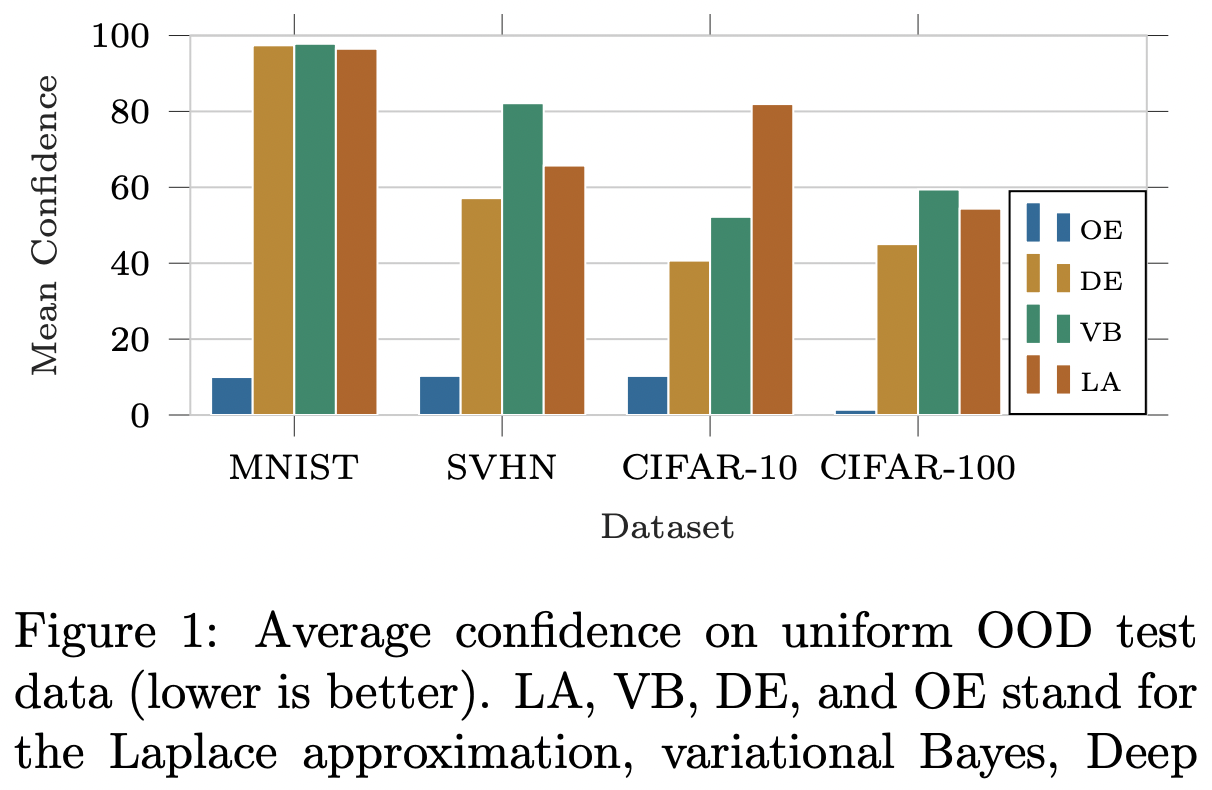 100
80
60
40
20
0
Mean Confidence
OE
DE
VB
LA
MNIST SVHN CIFAR-10 CIFAR-100
Dataset
Figure 1: Average confidence on uniform OOD test
data (lower is better). LA, VB, DE, and OE stand for
the Laplace approximation, variational Bayes, Deep